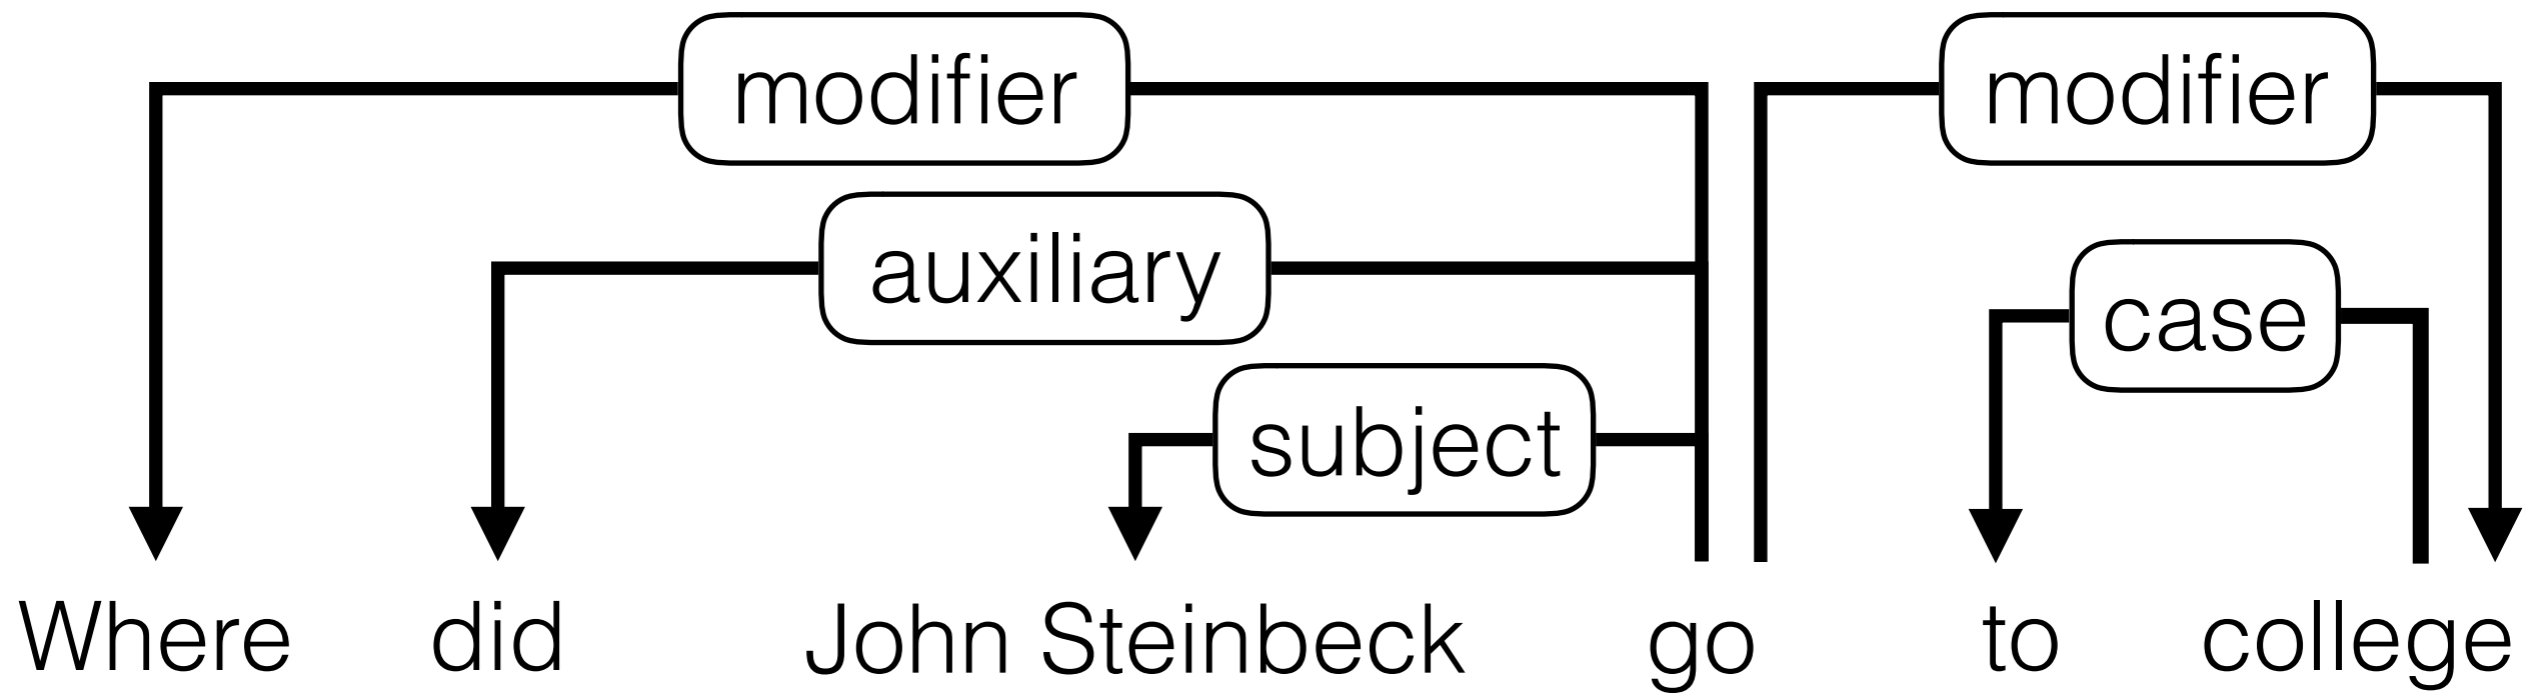 modifier modifier
auxiliary
case
subject
Where did John Steinbeck go to college